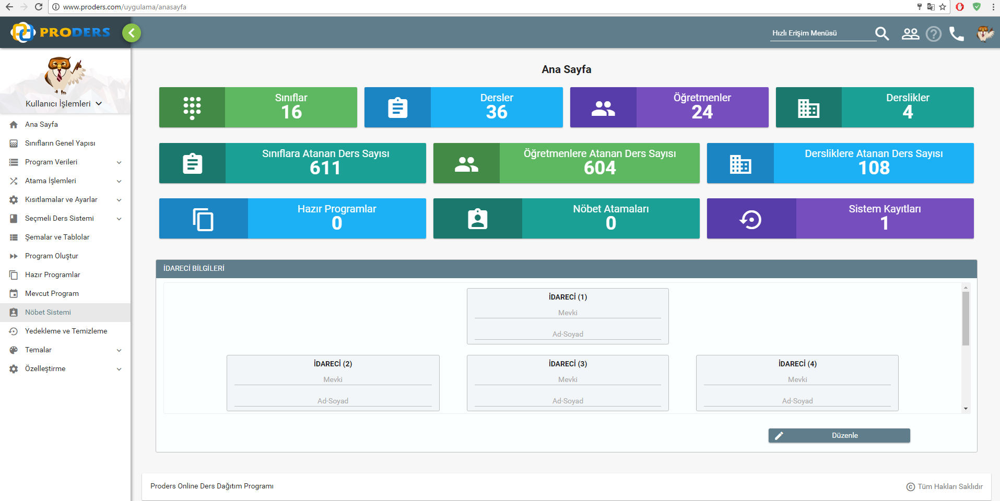 www.proders.com/uygulama/anasayfa
PRODERS
Hızlı Erişim Menüsü
Kullanıcı İşlemleri
Ana Sayfa
Sınıfların Genel Yapısı
Program Verileri
Atama İşlemleri
Kısıtlamalar ve Ayarlar
Seçmeli Ders Sistemi
Şemalar ve Tablolar
Program Oluştur
Hazır Programlar
Mevcut Program
Nöbet Sistemi
Yedekleme ve Temizleme
Temalar
Özelleştirme
Ana Sayfa
Sınıflar
16
Dersler
36
Öğretmenler
24
Derslikler
4
Sınıflara Atanan Ders Sayısı
611
Öğretmenlere Atanan Ders Sayısı
604
Dersliklere Atanan Ders Sayısı
108
Hazır Programlar
0
Nöbet Atamaları
0
Sistem Kayıtları
1
İDARECİ BİLGİLERİ
İDARECİ (1)
Mevki
Ad-Soyad
İDARECİ (2)
Mevki
Ad-Soyad
İDARECİ (3)
Mevki
Ad-Soyad
İDARECİ (4)
Mevki
Ad-Soyad
Düzenle
Proders Online Ders Dağıtım Programı
© Tüm Hakları Saklıdır